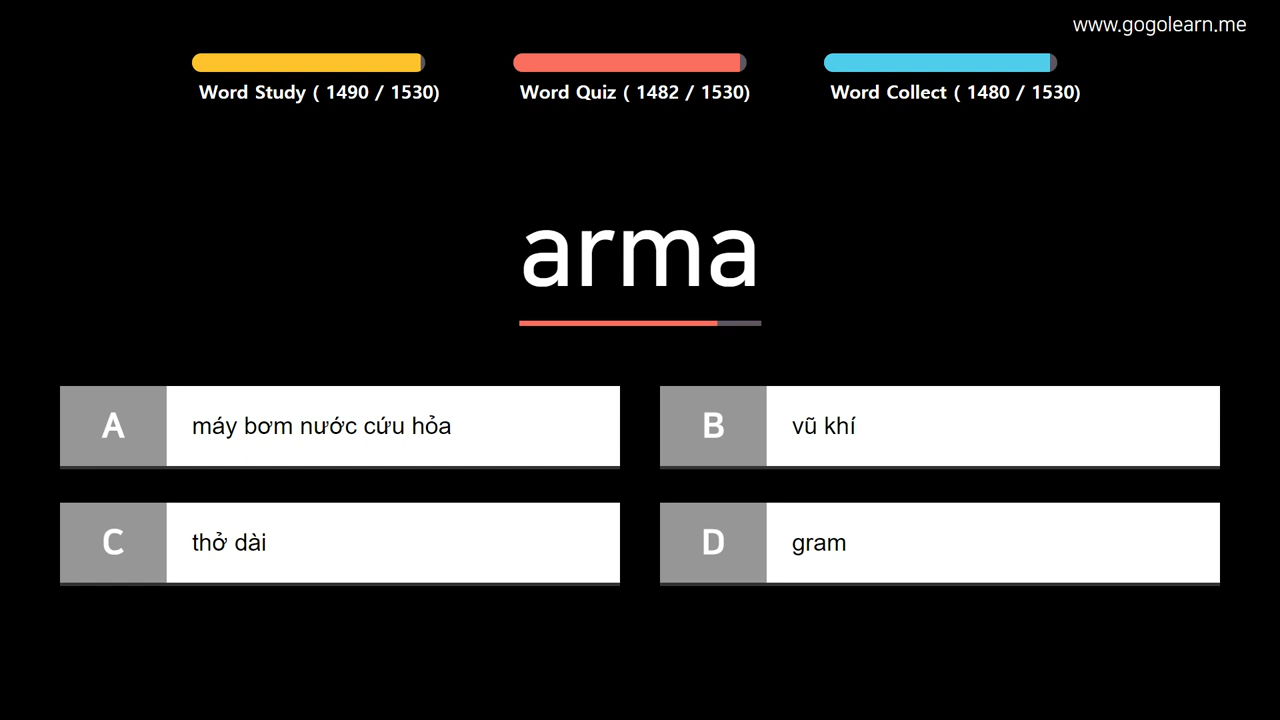 www.gogolearn.me
Word Study ( 1490 / 1530)
Word Quiz ( 1482 / 1530)
Word Collect ( 1480 / 1530)
arma
A máy bơm nước cứu hỏa
B vũ khí
C thở dài
D gram